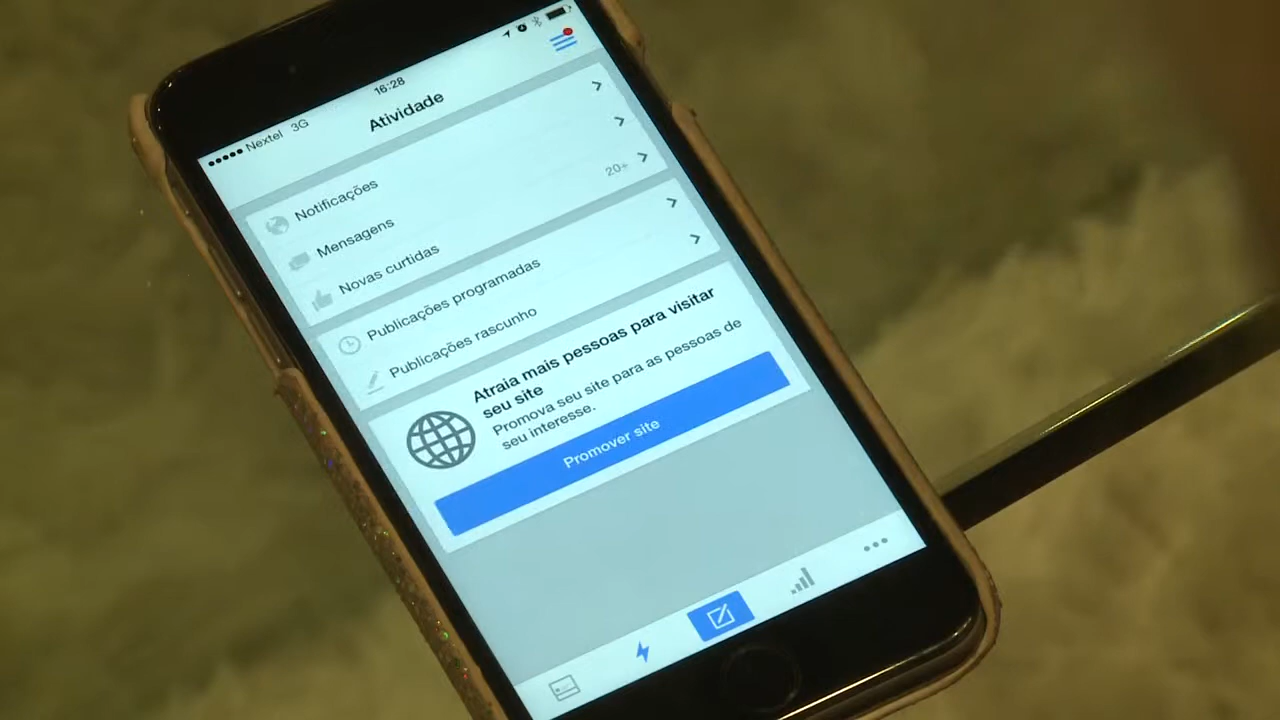 Nextel 3G 16:28
Atividade
Notificações
Mensagens
Novas curtidas 20+
Publicações programadas
Publicações rascunho
Atraia mais pessoas para visitar
seu site
Promova seu site para as pessoas de
seu interesse.
Promover site